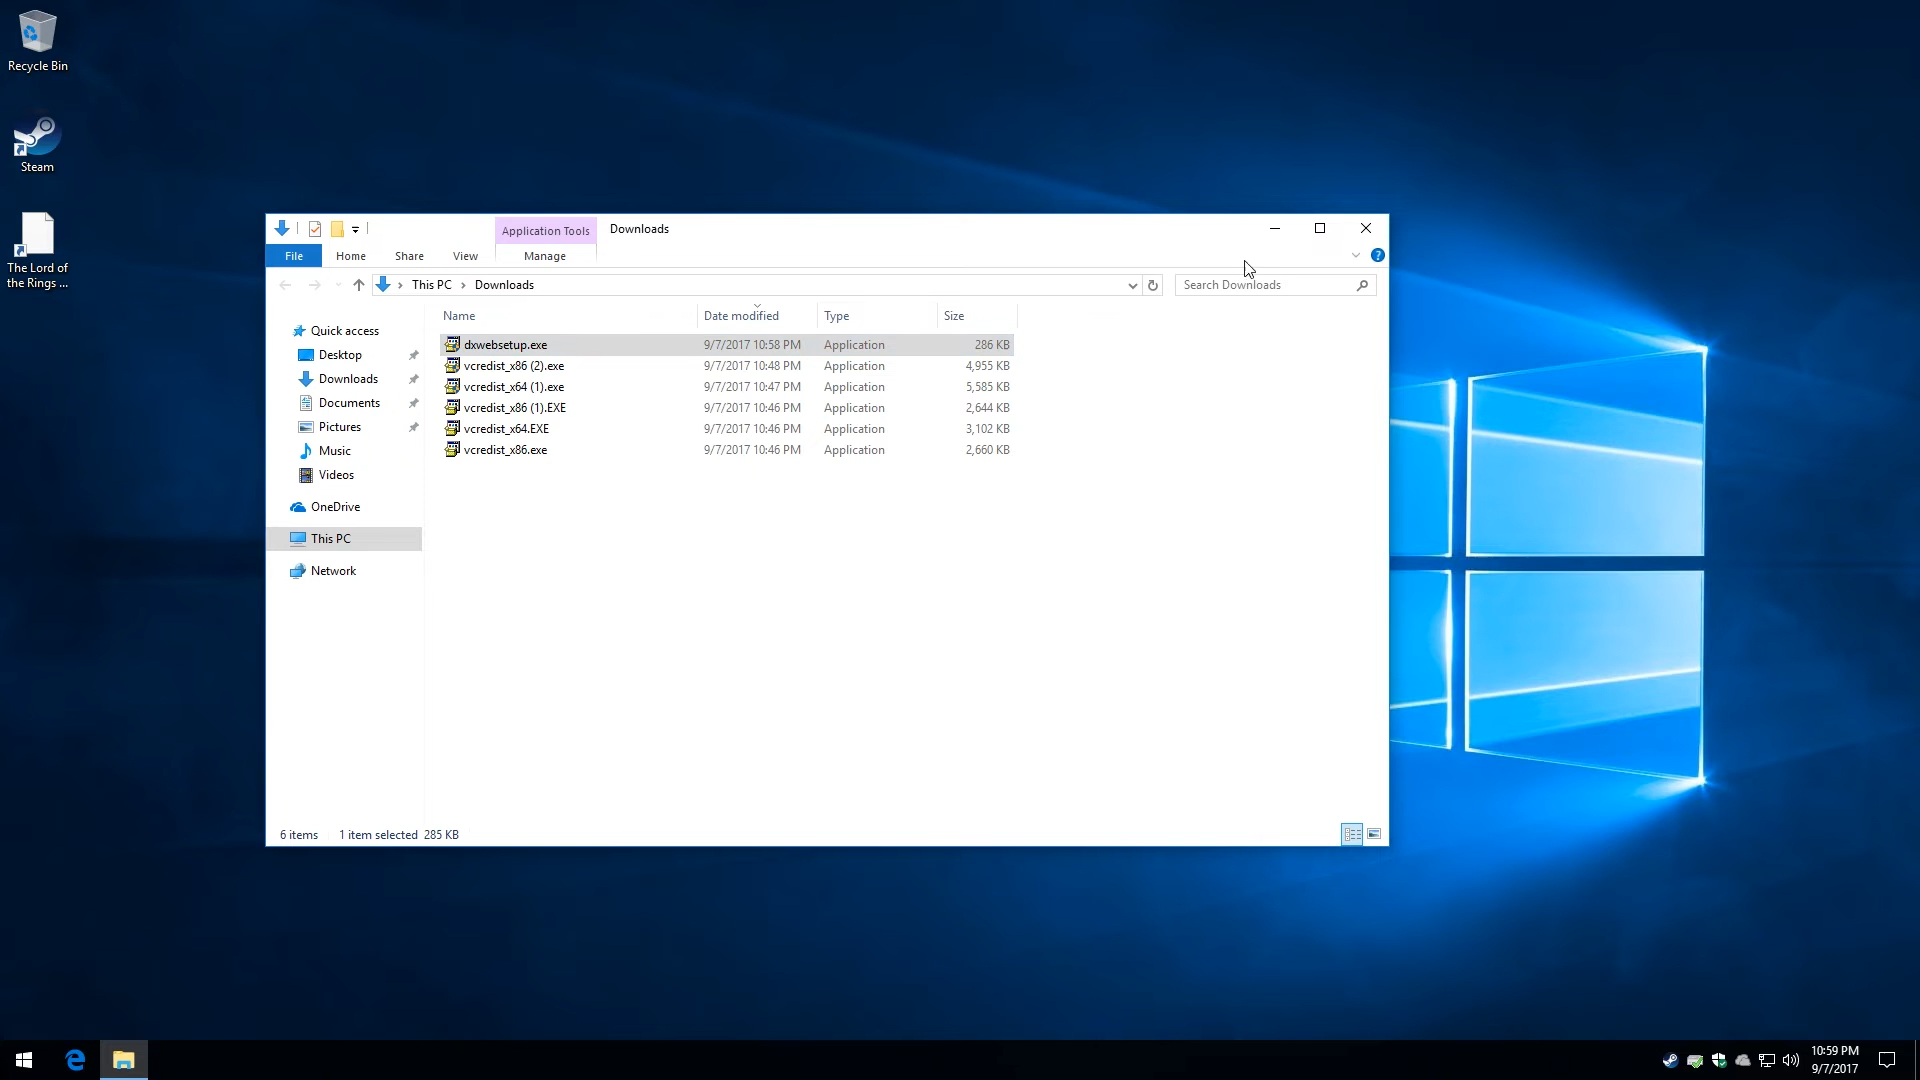 Recycle Bin
Steam
The Lord of
the Rings ...
Application Tools
Downloads
File
Home
Share
View
Manage
?
This PC
Downloads
Search Downloads
Name
Date modified
Type
Size
Quick access
Desktop
Downloads
Documents
Pictures
Music
Videos
OneDrive
This PC
Network
dxwebsetup.exe 9/7/2017 10:58 PM Application 286 KB
vcredist_x86 (2).exe 9/7/2017 10:48 PM Application 4,955 KB
vcredist_x64 (1).exe 9/7/2017 10:47 PM Application 5,585 KB
vcredist_x86 (1).EXE 9/7/2017 10:46 PM Application 2,644 KB
vcredist_x64.EXE 9/7/2017 10:46 PM Application 3,102 KB
vcredist_x86.exe 9/7/2017 10:46 PM Application 2,660 KB
6 items 1 item selected 285 KB
10:59 PM
9/7/2017